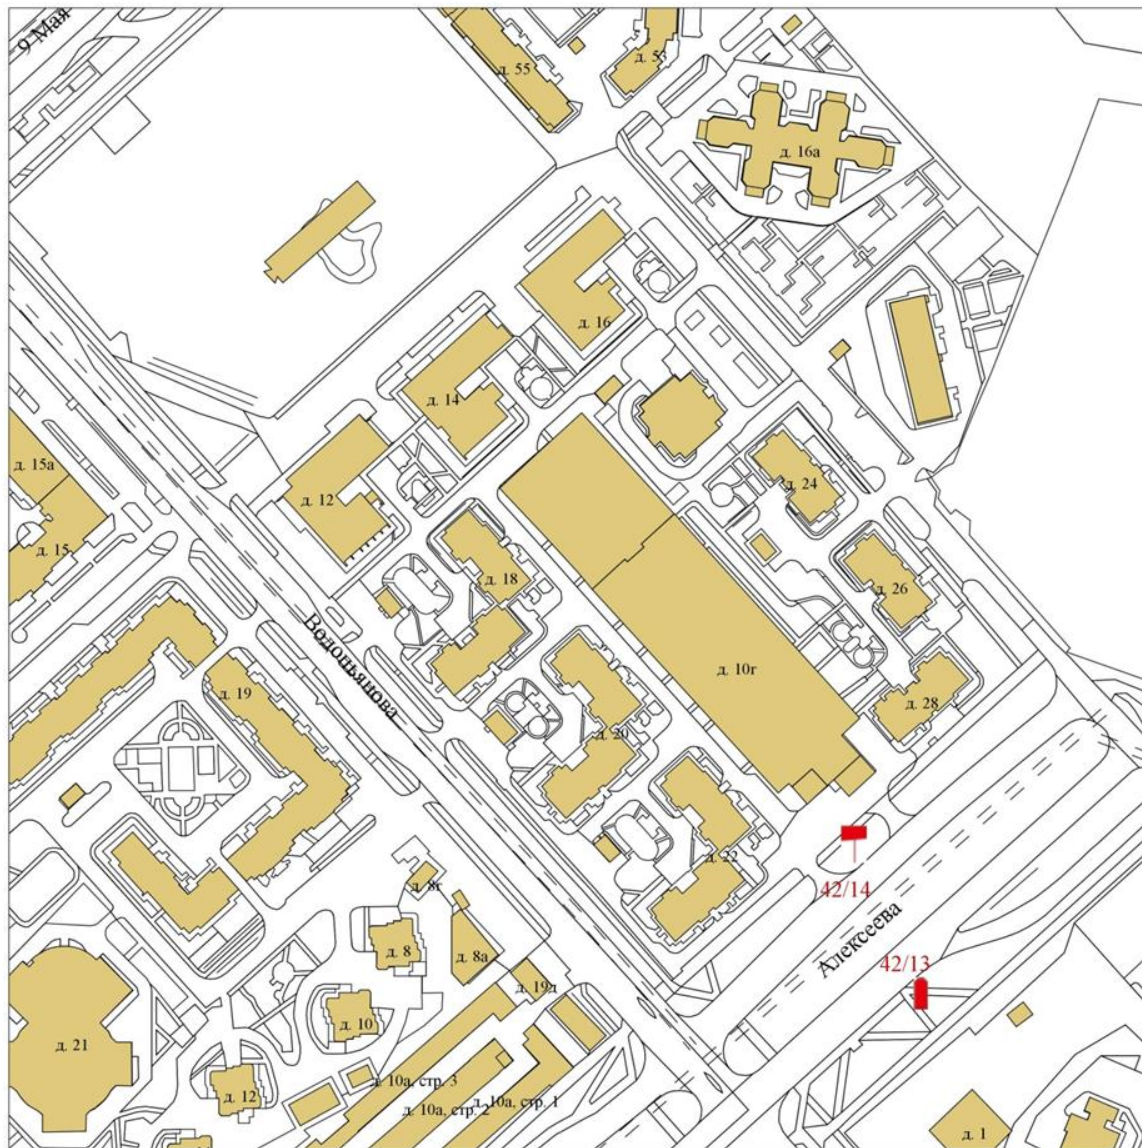 9 Мая
д. 55
д. 53
д. 16а
д. 16
д. 14
д. 15а
д. 12
д. 24
д. 15
д. 18
д. 26
Водопьянова
д. 10г
д. 19
д. 28
д. 20
д. 22
д. 8г
42/14
Алексеева
д. 8
д. 8а
42/13
д. 19д
д. 10
д. 21
д. 10а, стр. 3
д. 12
д. 10а, стр. 1
д. 10а, стр. 2
д. 1